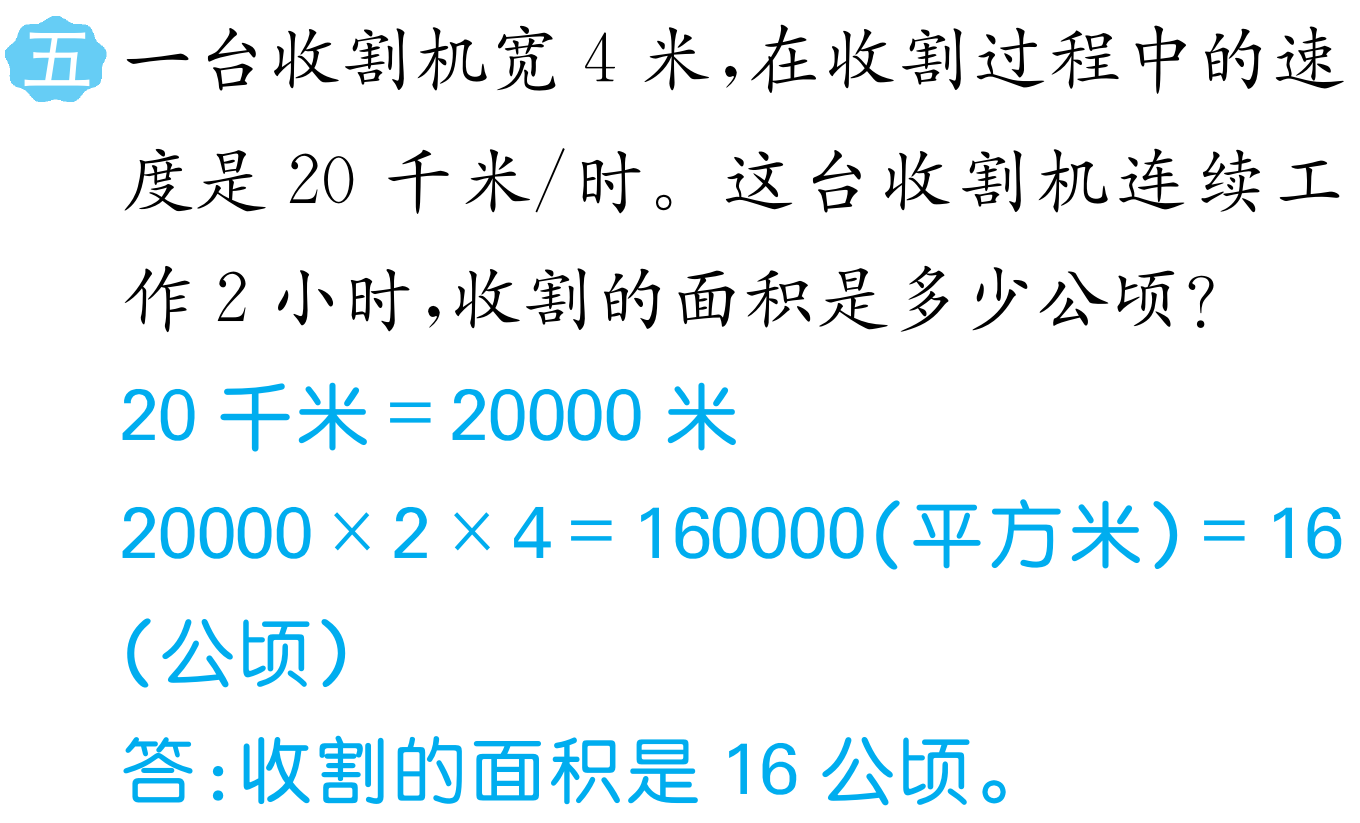 五 一台收割机宽 4 米,在收割过程中的速
度是 20 千米/时。这台收割机连续工
作 2 小时,收割的面积是多少公顷?
20 千米=20000 米
20000×2×4=160000(平方米)=16
(公顷)
答:收割的面积是 16 公顷。